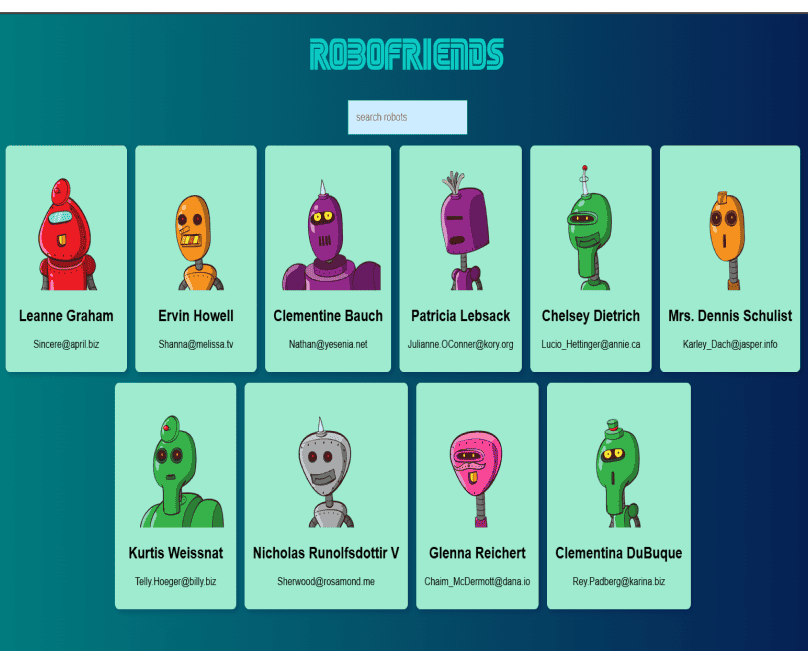 ROBOFRIENDS
search robots
Leanne Graham
Sincere@april.biz
Ervin Howell
Shanna@melissa.tv
Clementine Bauch
Nathan@yesenia.net
Patricia Lebsack
Julianne.OConner@kory.org
Chelsey Dietrich
Lucio_Hettinger@annie.ca
Mrs. Dennis Schulist
Karley_Dach@jasper.info
Kurtis Weissnat
Telly.Hoeger@billy.biz
Nicholas Runolfsdottir V
Sherwood@rosamond.me
Glenna Reichert
Chaim_McDermott@dana.io
Clementina DuBuque
Rey.Padberg@karina.biz